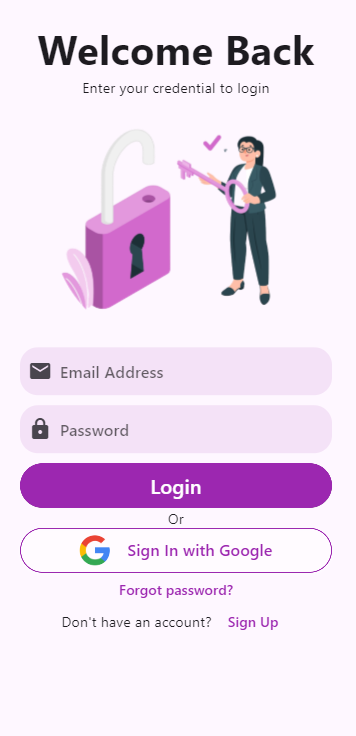 Welcome Back
Enter your credential to login
Email Address
Password
Login
Or
Sign In with Google
Forgot password?
Don't have an account? Sign Up